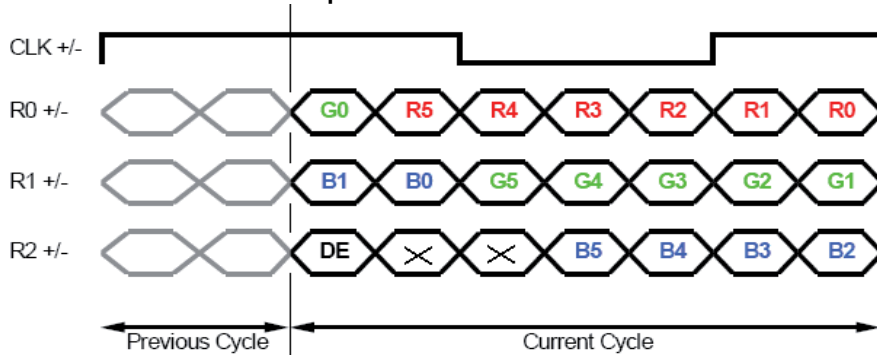 CLK +/-
R0 +/- G0 R5 R4 R3 R2 R1 R0
R1 +/- B1 B0 G5 G4 G3 G2 G1
R2 +/- DE B5 B4 B3 B2
Previous Cycle Current Cycle